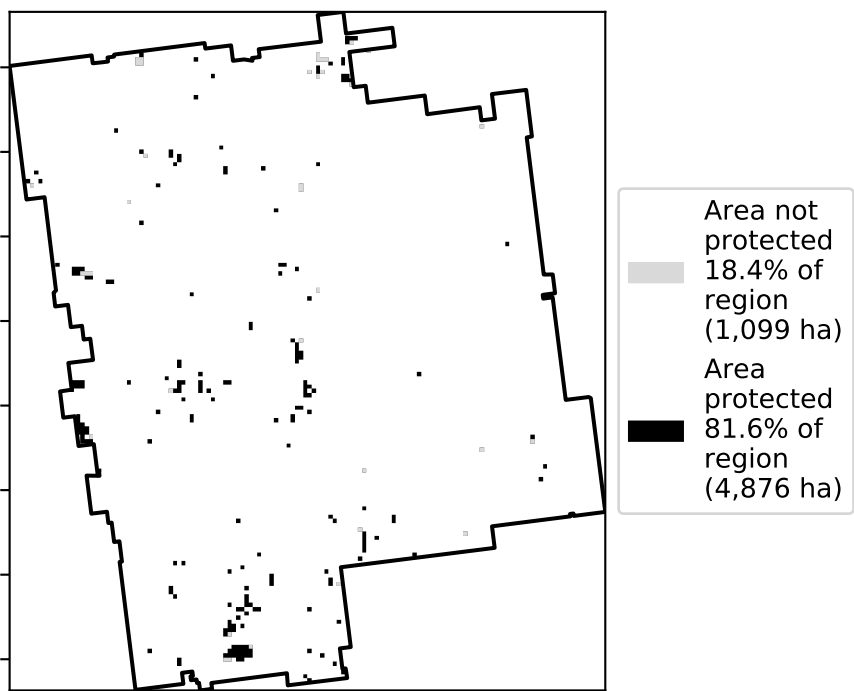 Area not
protected
18.4% of
region
(1,099 ha)
Area
protected
81.6% of
region
(4,876 ha)